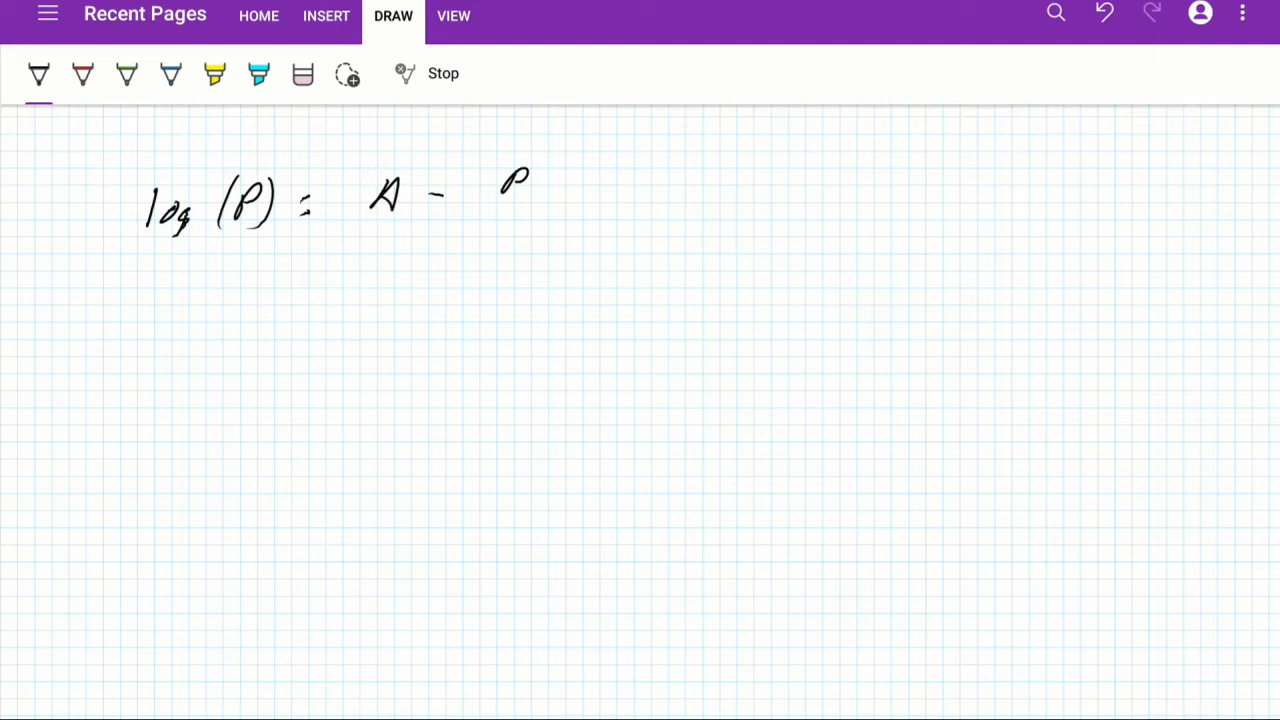 Recent Pages HOME INSERT DRAW VIEW
Stop
log (P) = A - P